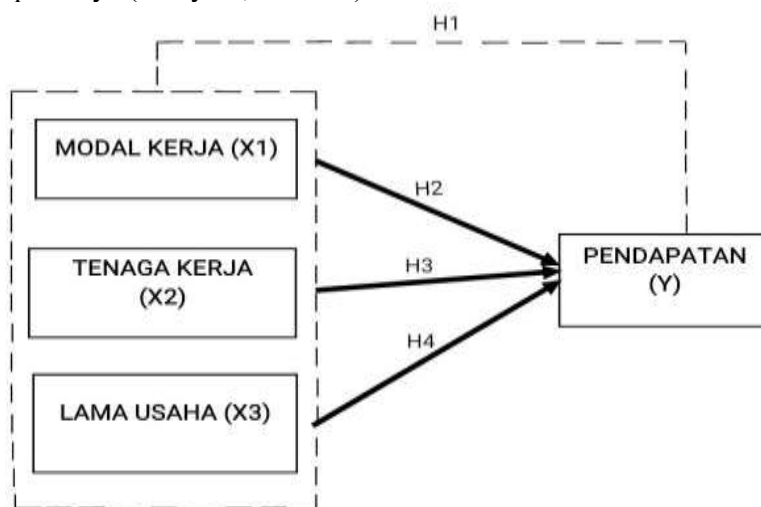 H1
MODAL KERJA (X1)
H2
TENAGA KERJA
(X2)
H3
PENDAPATAN
(Y)
H4
LAMA USAHA (X3)